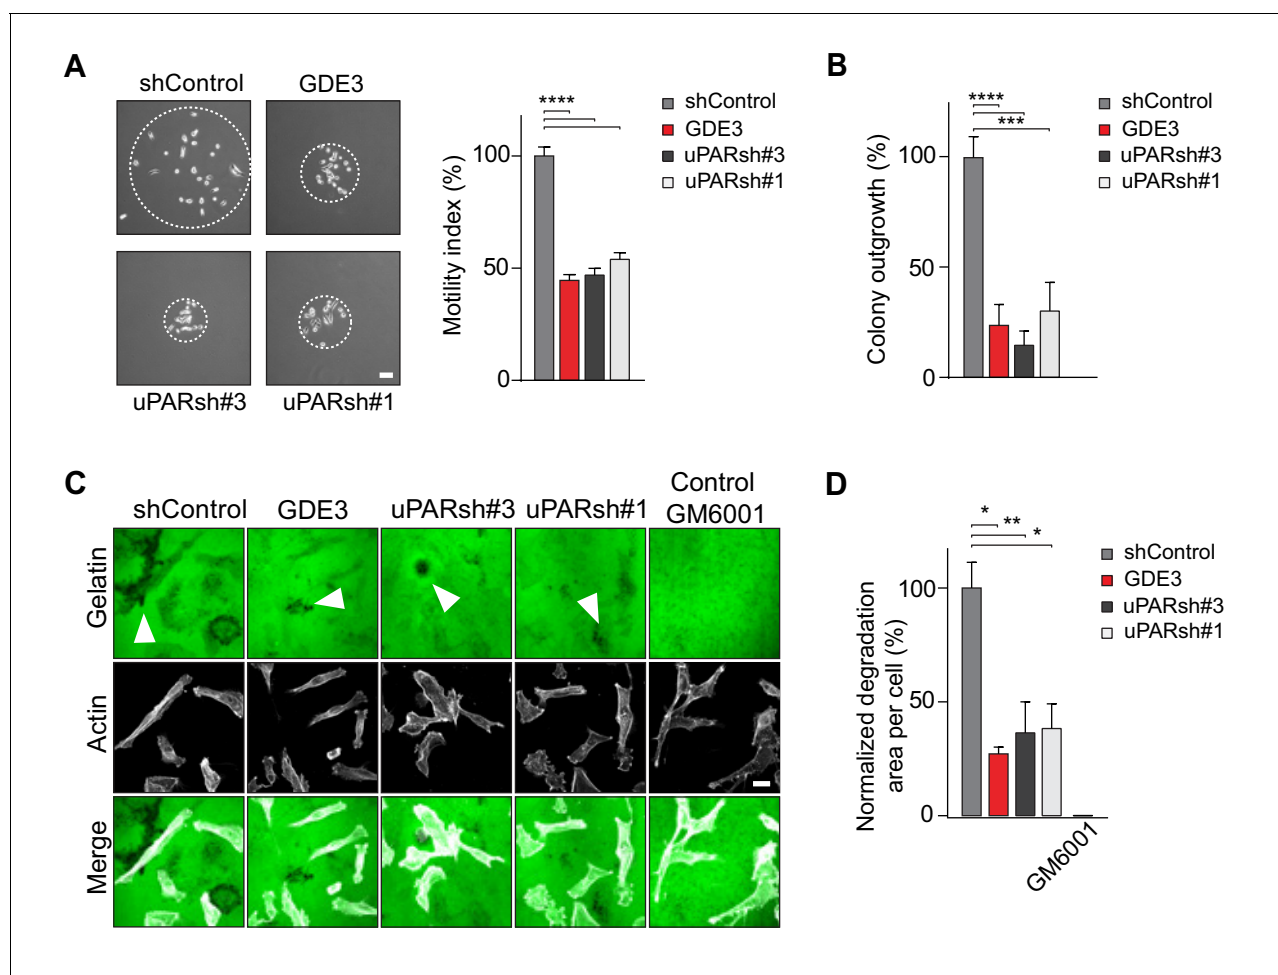 A
shControl
GDE3
uPARsh#3
uPARsh#1
Motility index (%)
100
50
0
****
shControl
GDE3
uPARsh#3
uPARsh#1
B
Colony outgrowth (%)
100
50
0
****
***
shControl
GDE3
uPARsh#3
uPARsh#1
C
shControl
GDE3
uPARsh#3
uPARsh#1
Control
GM6001
Gelatin
Actin
Merge
D
Normalized degradation
area per cell (%)
100
50
0
*
**
*
GM6001
shControl
GDE3
uPARsh#3
uPARsh#1